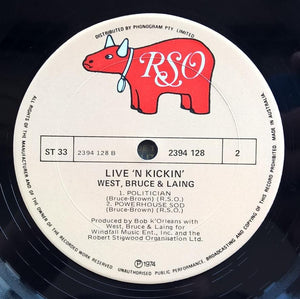 DISTRIBUTED BY PHONOGRAM PTY. LIMITED
RSO
ALL RIGHTS OF THE MANUFACTURER AND OF THE OWNER OF THE RECORDED WORK RESERVED
MADE IN AUSTRALIA
ST 33
2394 128 B
2394 128
2
LIVE 'N KICKIN'
WEST, BRUCE & LAING
1. POLITICIAN
(Bruce-Brown) (R.S.O.)
2. POWERHOUSE SOD
(Bruce-Brown) (R.S.O.)
Produced by Bob k'Orleans with
West, Bruce & Laing for
Windfall Music Ent., Inc. and the
Robert Stigwood Organisation Ltd.
Ⓟ 1974
UNAUTHORISED PUBLIC PERFORMANCE, BROADCASTING AND COPYING OF THIS RECORD PROHIBITED